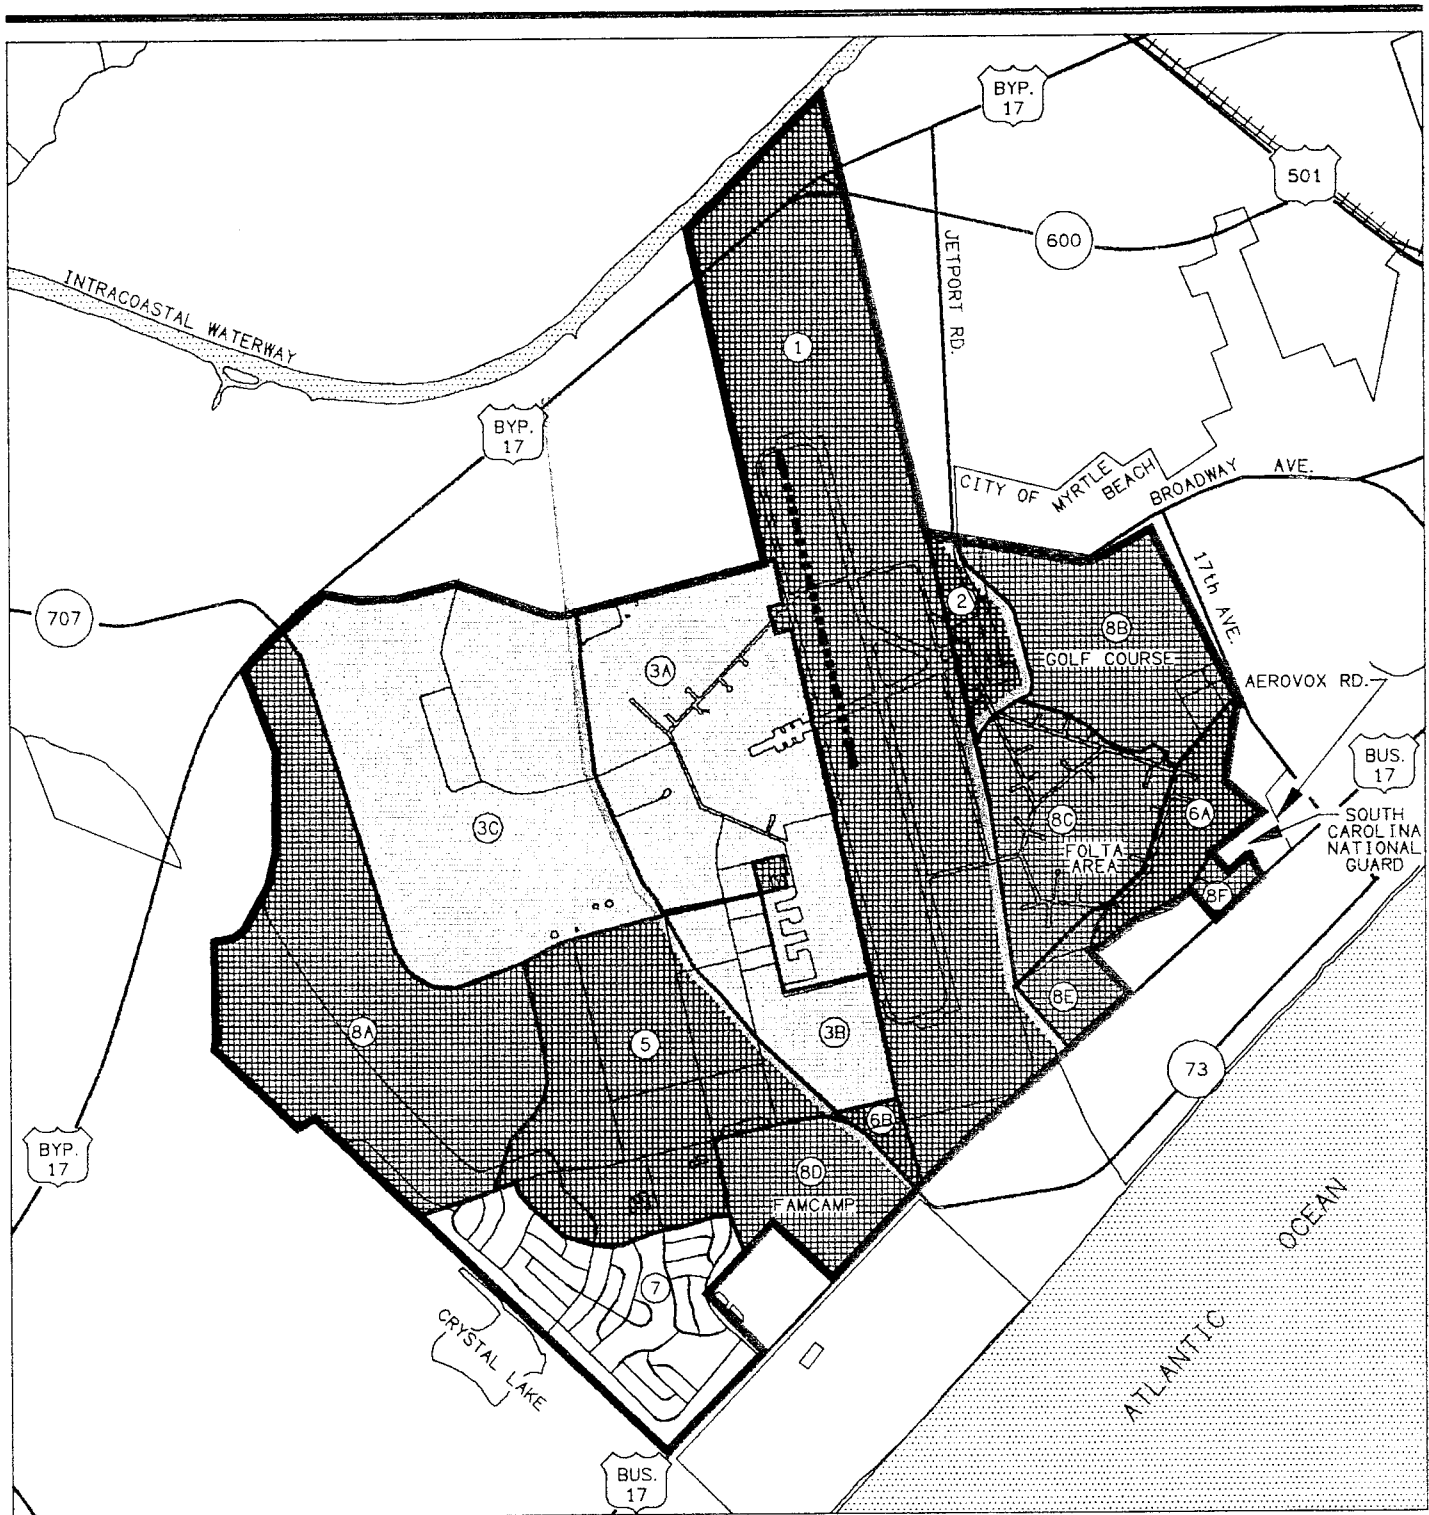 BYP.
17
501
600
INTRACOASTAL WATERWAY
JETPORT RD.
1
BYP.
17
CITY OF MYRTLE BEACH
BROADWAY AVE.
17th AVE.
707
2
8B
GOLF COURSE
3A
AEROVOX RD.
BUS.
17
3C
8C
FOLTA
AREA
6A
SOUTH
CAROLINA
NATIONAL
GUARD
8F
8E
8A
5
3B
73
6B
BYP.
17
8D
FAMCAMP
7
CRYSTAL LAKE
ATLANTIC OCEAN
BUS.
17